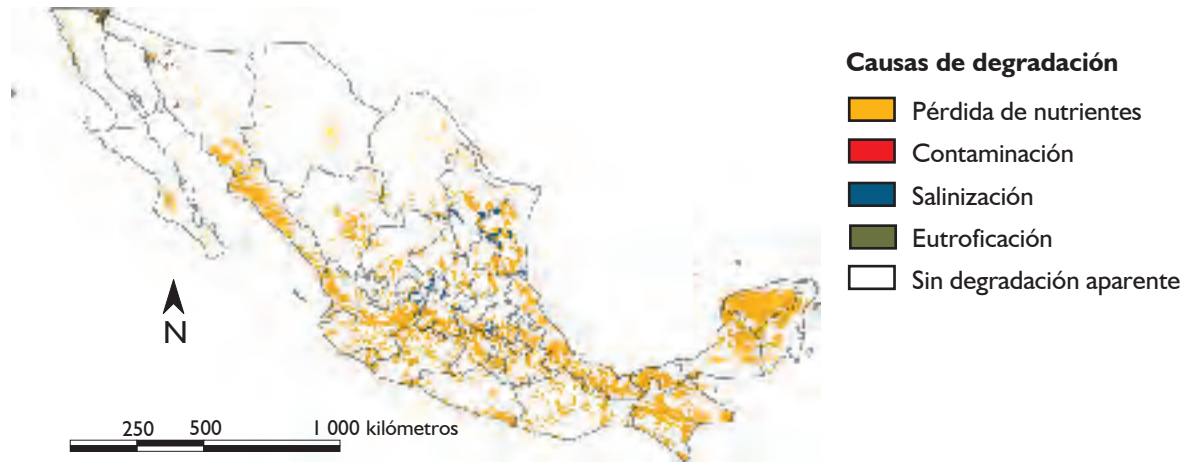 Causas de degradación
Pérdida de nutrientes
Contaminación
Salinización
Eutroficación
Sin degradación aparente
N
250 500 1 000 kilómetros